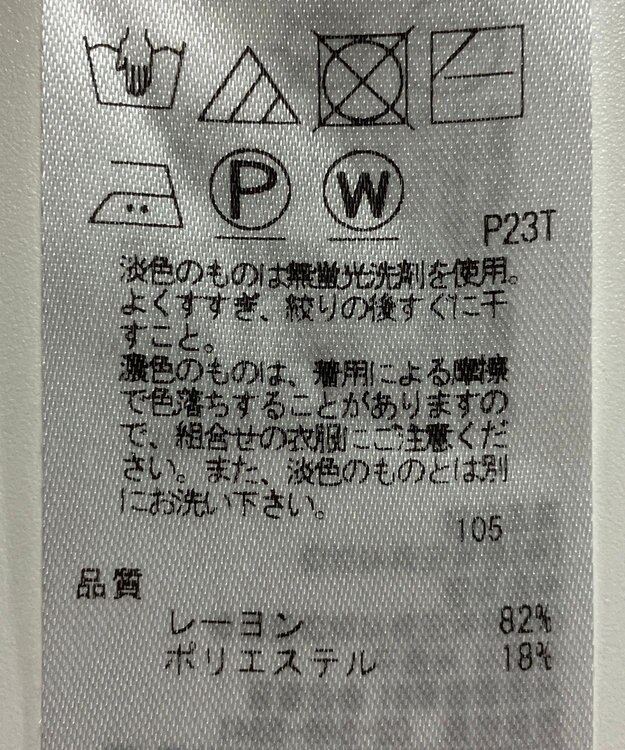 P
W
P23T
淡色のものは無蛍光洗剤を使用。
よくすすぎ、絞りの後すぐに干
すこと。
濃色のものは、着用による摩擦
で色落ちすることがありますの
で、組合せの衣服にご注意くだ
さい。また、淡色のものとは別
にお洗い下さい。
105
品質
レーヨン 82%
ポリエステル 18%